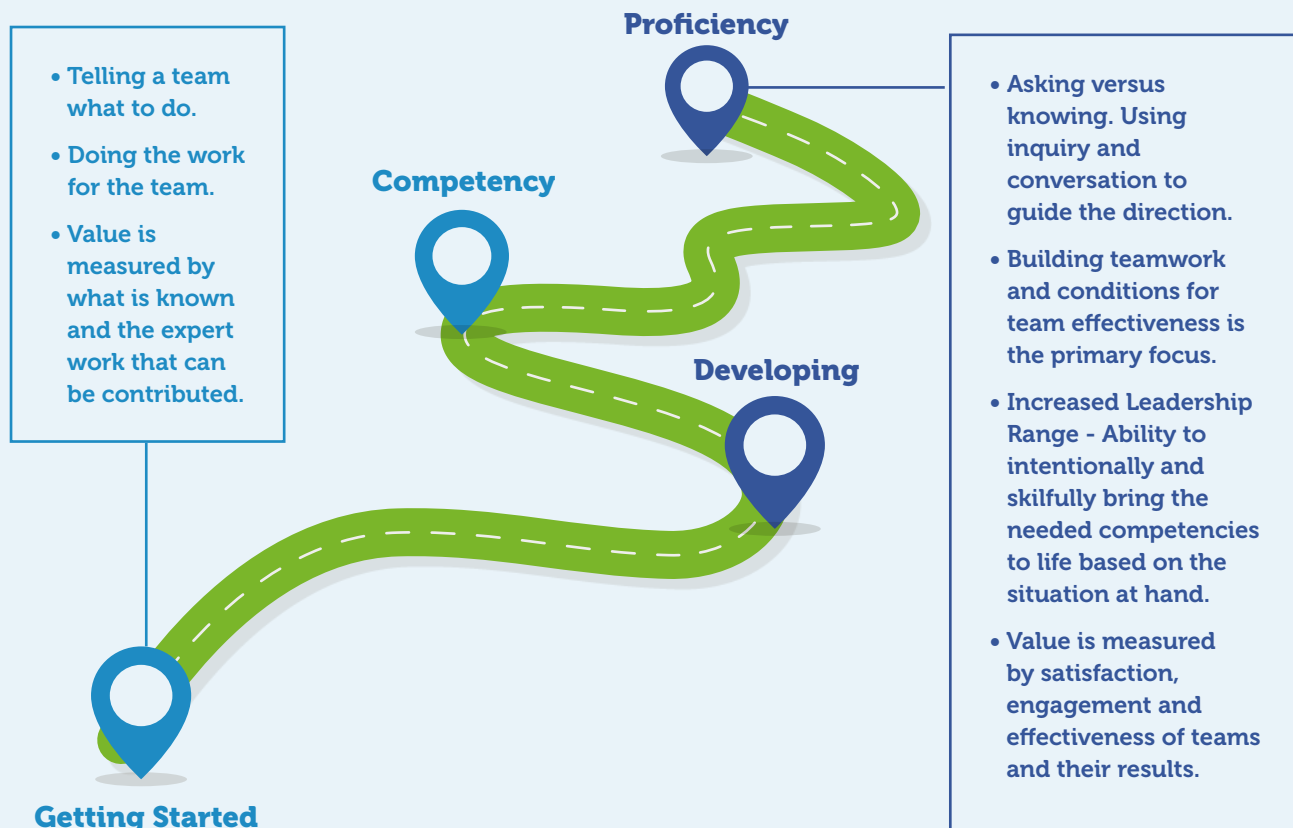 Proficiency
• Telling a team
what to do.
• Doing the work
for the team.
• Value is
measured by
what is known
and the expert
work that can
be contributed.
Competency
Developing
Getting Started
• Asking versus
knowing. Using
inquiry and
conversation to
guide the direction.
• Building teamwork
and conditions for
team effectiveness is
the primary focus.
• Increased Leadership
Range - Ability to
intentionally and
skilfully bring the
needed competencies
to life based on the
situation at hand.
• Value is measured
by satisfaction,
engagement and
effectiveness of teams
and their results.